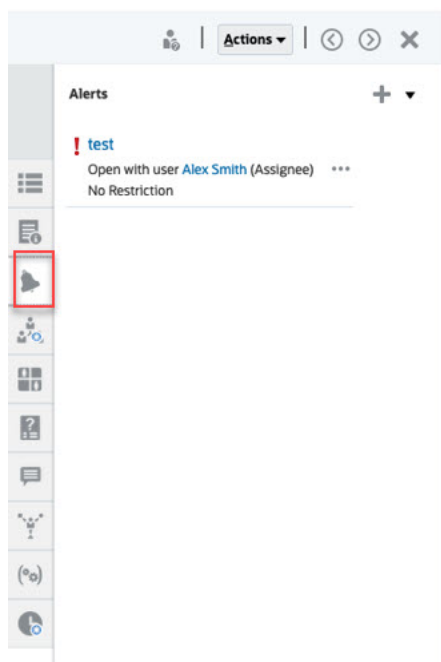 Actions
Alerts
test
Open with user Alex Smith (Assignee)
No Restriction